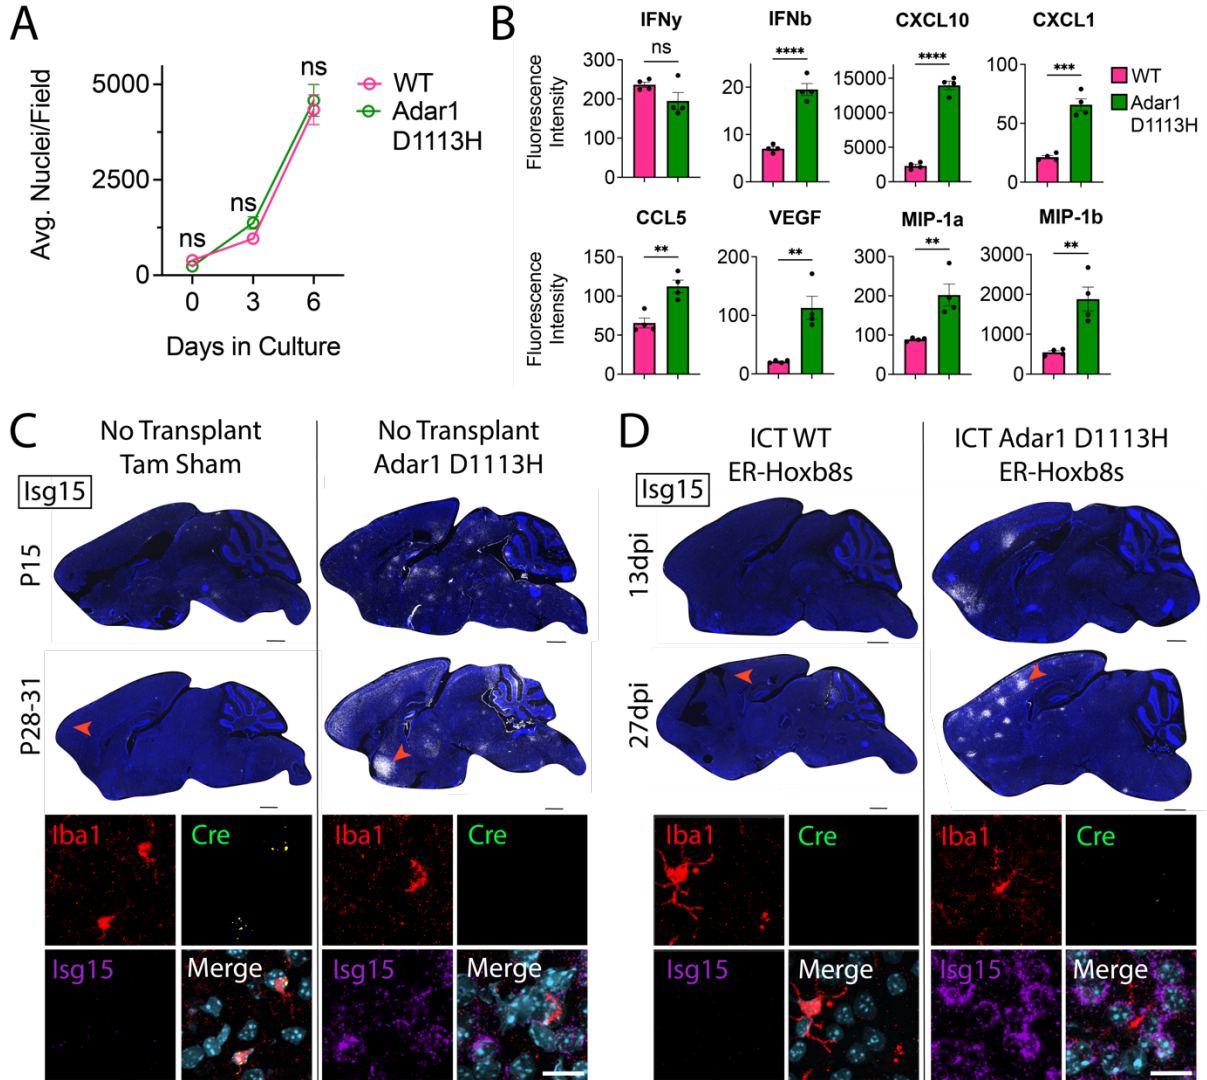 A
5000
2500
0
Avg. Nuclei/Field
ns
ns
ns
0 3 6
Days in Culture
WT
Adar1
D1113H
B
IFNy
IFNb
CXCL10
CXCL1
Fluorescence
Intensity
300
200
100
0
ns
20
10
0
****
15000
10000
5000
0
****
100
50
0
***
WT
Adar1
D1113H
CCL5
VEGF
MIP-1a
MIP-1b
Fluorescence
Intensity
150
100
50
0
**
200
100
0
**
300
200
100
0
**
3000
2000
1000
0
**
C
No Transplant
Tam Sham
No Transplant
Adar1 D1113H
Isg15
P15
P28-31
Iba1
Cre
Iba1
Cre
Isg15
Merge
Isg15
Merge
D
ICT WT
ER-Hoxb8s
ICT Adar1 D1113H
ER-Hoxb8s
Isg15
13dpi
27dpi
Iba1
Cre
Iba1
Cre
Isg15
Merge
Isg15
Merge